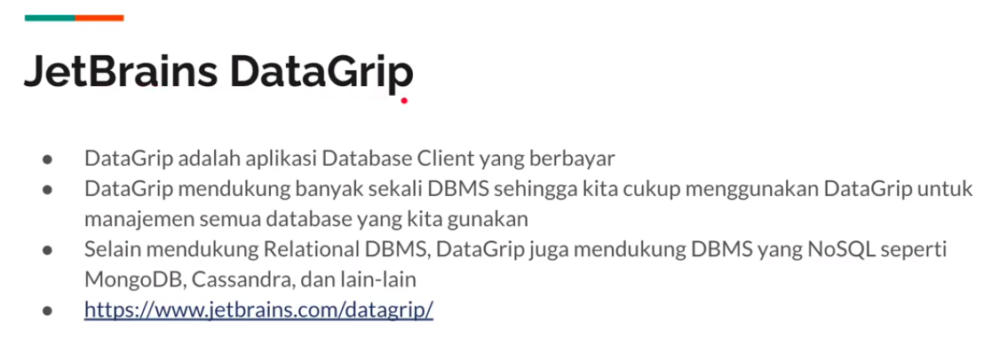 JetBrains DataGrip
● DataGrip adalah aplikasi Database Client yang berbayar
● DataGrip mendukung banyak sekali DBMS sehingga kita cukup menggunakan DataGrip untuk
manajemen semua database yang kita gunakan
● Selain mendukung Relational DBMS, DataGrip juga mendukung DBMS yang NoSQL seperti
MongoDB, Cassandra, dan lain-lain
● https://www.jetbrains.com/datagrip/